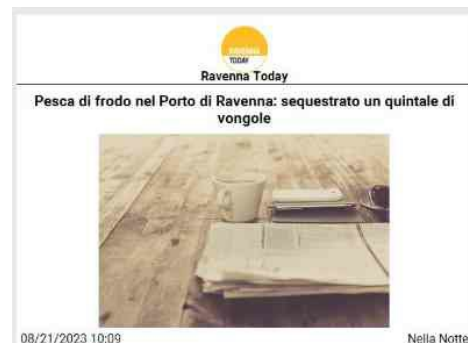 TODAY
Ravenna Today
Pesca di frodo nel Porto di Ravenna: sequestrato un quintale di
vongole
08/21/2023 10:09
Nella Notte